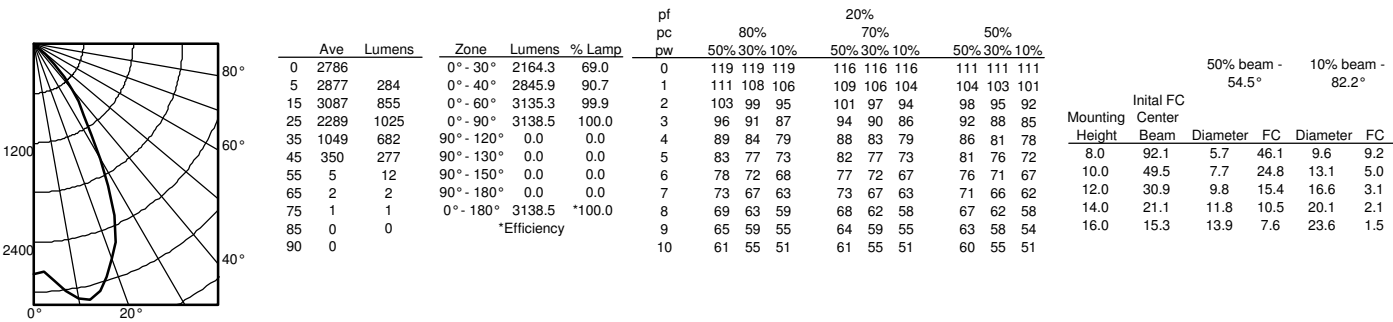 80°
60°
40°
1200
2400
0° 20°
Ave Lumens
0 2786
5 2877 284
15 3087 855
25 2289 1025
35 1049 682
45 350 277
55 5 12
65 2 2
75 1 1
85 0 0
90 0
Zone Lumens % Lamp
0°- 30° 2164.3 69.0
0°- 40° 2845.9 90.7
0°- 60° 3135.3 99.9
0°- 90° 3138.5 100.0
90°- 120° 0.0 0.0
90°- 130° 0.0 0.0
90°- 150° 0.0 0.0
90°- 180° 0.0 0.0
0°- 180° 3138.5 *100.0
*Efficiency
pf 20%
pc 80% 70% 50%
pw 50% 30% 10% 50% 30% 10% 50% 30% 10%
0 119 119 119 116 116 116 111 111 111
1 111 108 106 109 106 104 104 103 101
2 103 99 95 101 97 94 98 95 92
3 96 91 87 94 90 86 92 88 85
4 89 84 79 88 83 79 86 81 78
5 83 77 73 82 77 73 81 76 72
6 78 72 68 77 72 67 76 71 67
7 73 67 63 73 67 63 71 66 62
8 69 63 59 68 62 58 67 62 58
9 65 59 55 64 59 55 63 58 54
10 61 55 51 61 55 51 60 55 51
50% beam - 10% beam -
54.5° 82.2°
Inital FC
Mounting Center
Height Beam Diameter FC Diameter FC
8.0 92.1 5.7 46.1 9.6 9.2
10.0 49.5 7.7 24.8 13.1 5.0
12.0 30.9 9.8 15.4 16.6 3.1
14.0 21.1 11.8 10.5 20.1 2.1
16.0 15.3 13.9 7.6 23.6 1.5